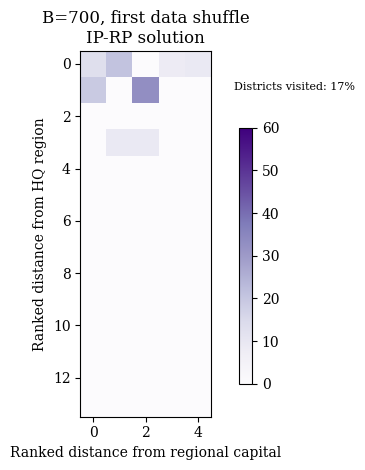 B=700, first data shuffle
IP-RP solution
Districts visited: 17%
Ranked distance from HQ region
0
2
4
6
8
10
12
0 2 4
Ranked distance from regional capital
60
50
40
30
20
10
0